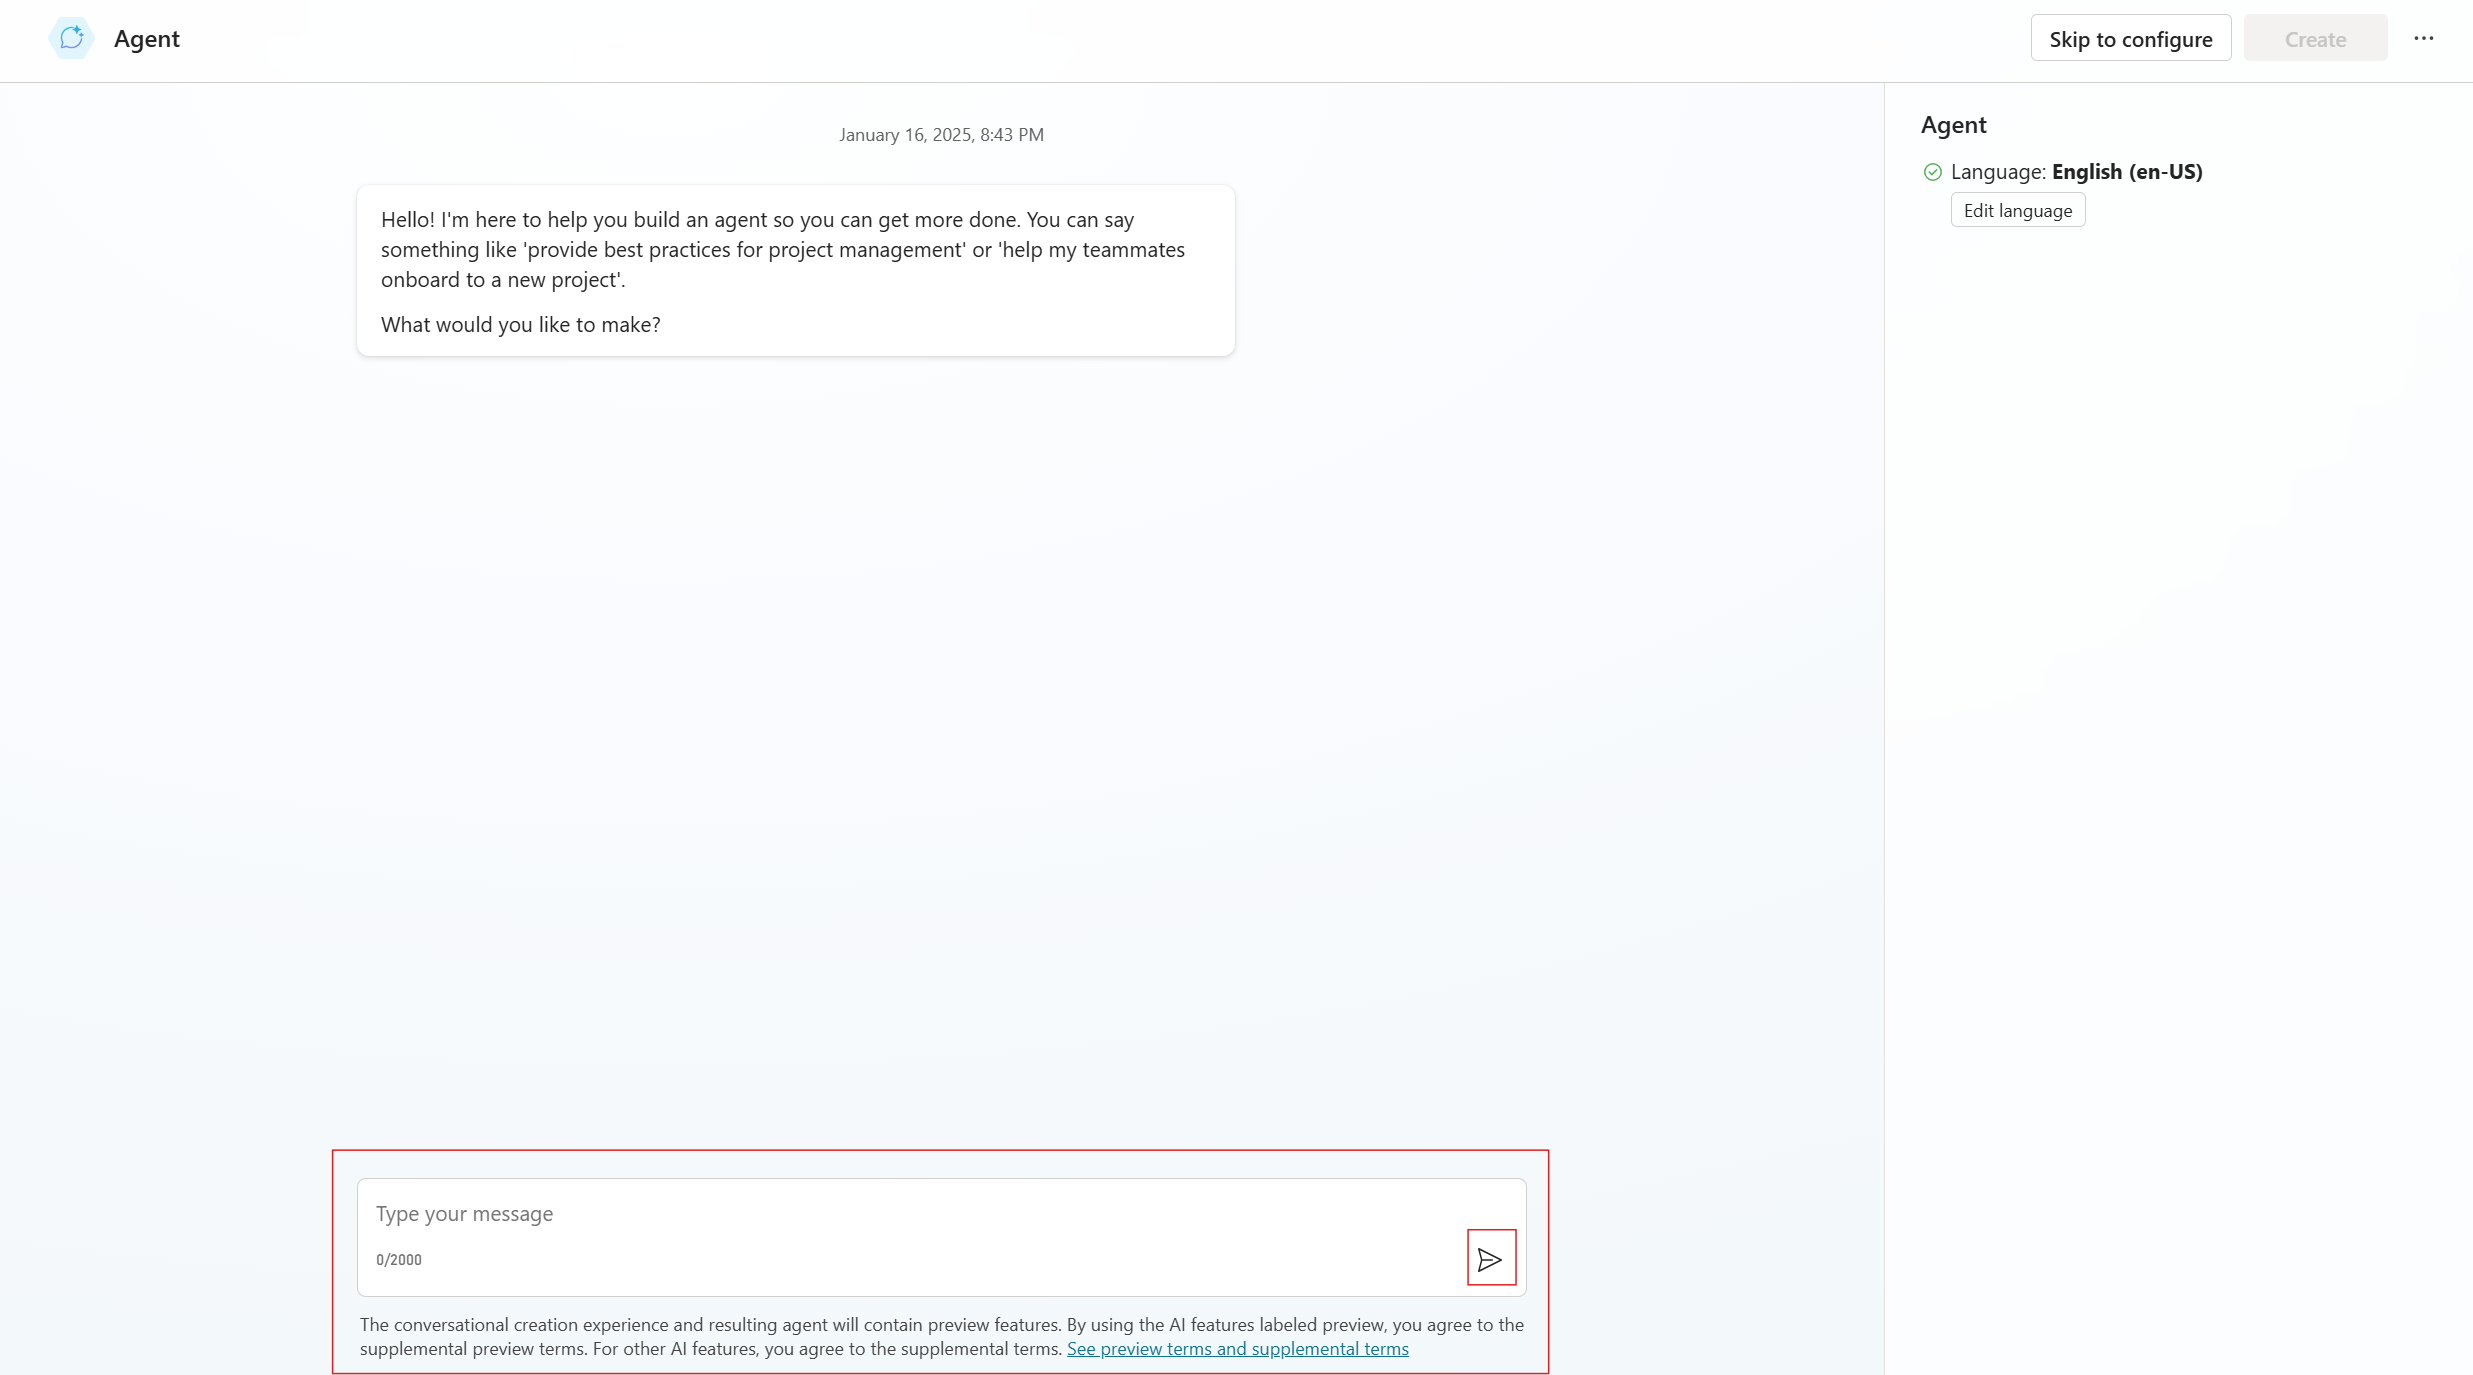 Agent
Skip to configure
Create
January 16, 2025, 8:43 PM
Hello! I'm here to help you build an agent so you can get more done. You can say
something like 'provide best practices for project management' or 'help my teammates
onboard to a new project'.
What would you like to make?
Agent
Language: English (en-US)
Edit language
Type your message
0/2000
The conversational creation experience and resulting agent will contain preview features. By using the AI features labeled preview, you agree to the
supplemental preview terms. For other AI features, you agree to the supplemental terms. See preview terms and supplemental terms